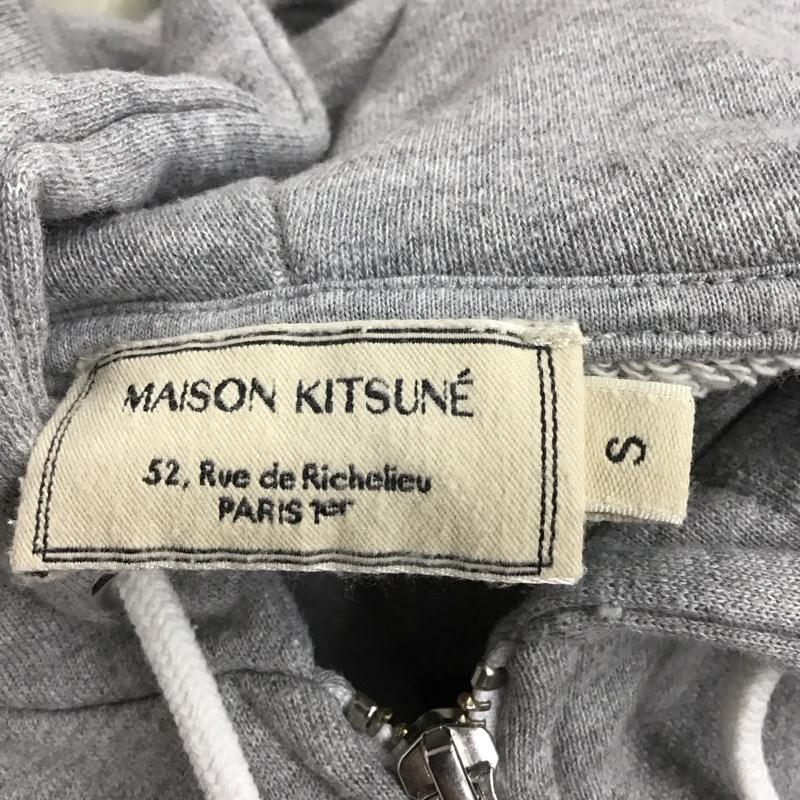 MAISON KITSUNÉ
52, Rue de Richelieu
PARIS 1er
S